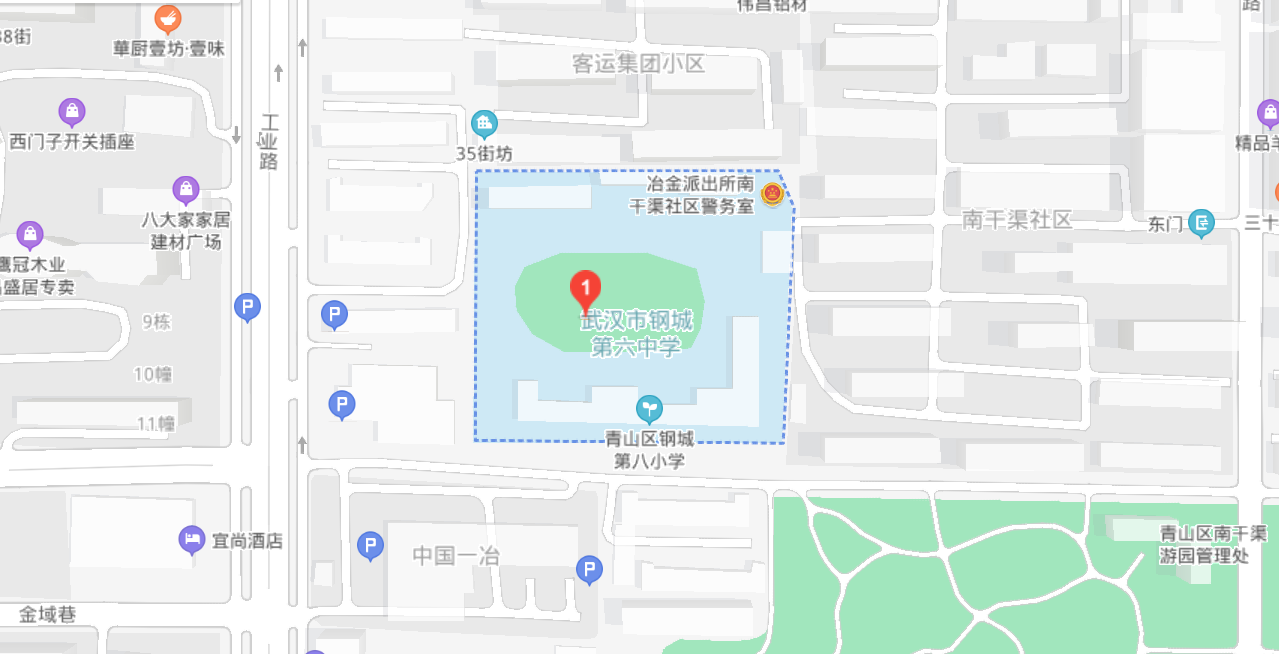 伟昌铝材
路
38街
華厨壹坊·壹味
客运集团小区
西门子开关插座
工
业
路
35街坊
精品羊
冶金派出所南
干渠社区警务室
八大家家居
建材广场
南干渠社区
东门
三十
鹰冠木业
盛居专卖
P
P
1
9栋
武汉市钢城
第六中学
10幢
P
11幢
青山区钢城
第八小学
宜尚酒店
P
中国一冶
P
青山区南干渠
游园管理处
金域巷